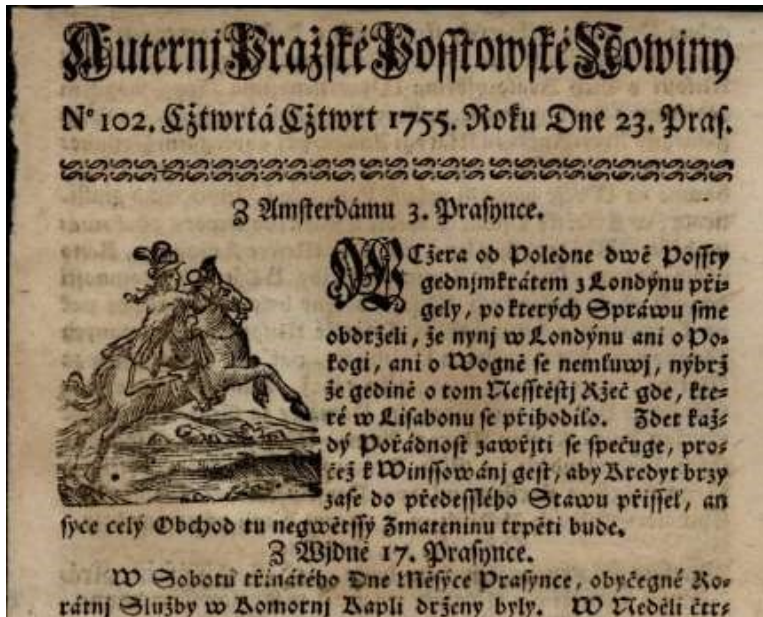 Auternj Pražské Posstowské Nowiny
No 102. Cžtwrtá Cžtwrt 1755. Roku Dne 23. Pras.
Z Amsterdámu 3. Prasynce.
WCžera od Poledne dwě Possty
gednjmkrátem z Londýnu při-
gely, po kterých Spráwu sme
obdrželi, že nynj w Londýnu ani o Po-
kogi, ani o Wogně se nemluwj, nýbrž
že gedině o tom Nesstěstj Ržeč gde, kte-
ré w Lisabonu se přihodilo. Zdet kaž-
dý Pořádnost zawřjti se spečuge, pro-
čež k Winssowánj gest, aby Kredyt brzy
zase do předesslého Stawu přissel, an
syce celý Obchod tu negwětssý Zmateninu trpěti bude.
Z Wjdně 17. Prasynce.
W Sobotu třinátého Dne Měsýce Prasynce, obyčegné Ro-
rátnj Služby w Komornj Kapli drženy byly. W Neděli čtr-